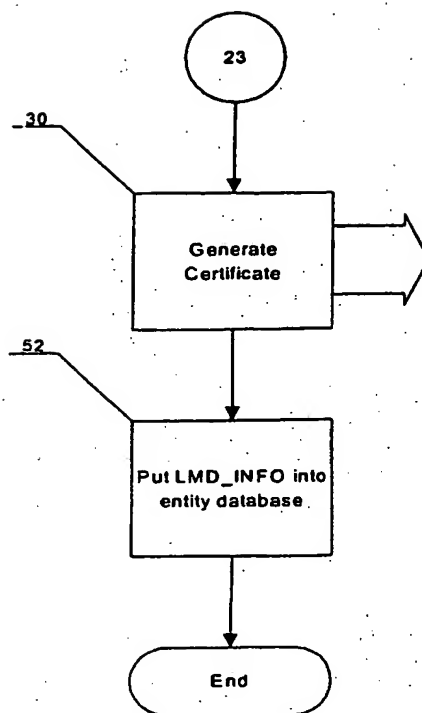 23
30
Generate
Certificate
52
Put LMD_INFO into
entity database
End